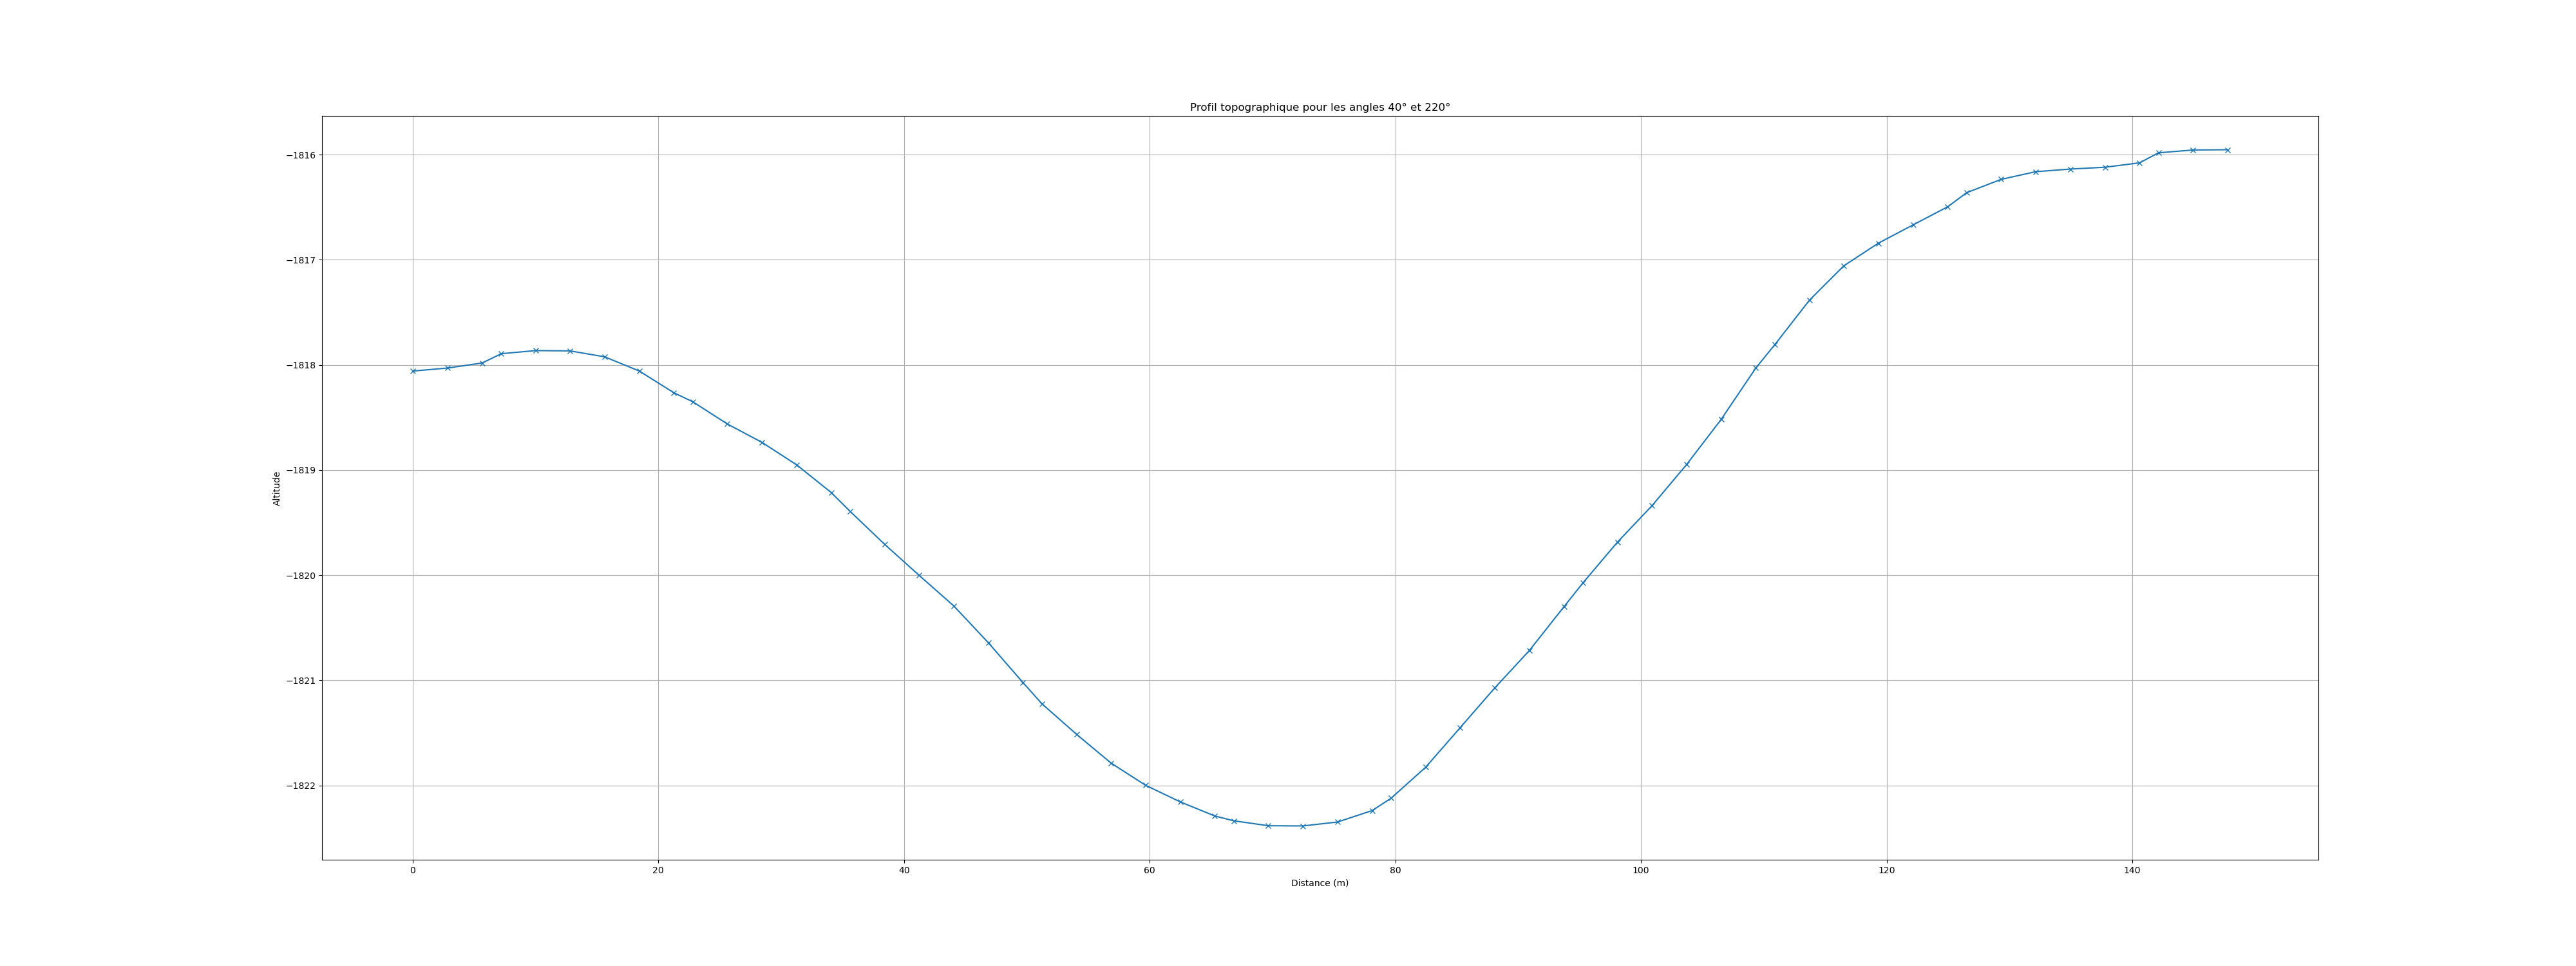 Profil topographique pour les angles 40° et 220°
−1816
−1817
−1818
−1819
−1820
−1821
−1822
Altitude
0 20 40 60 80 100 120 140
Distance (m)